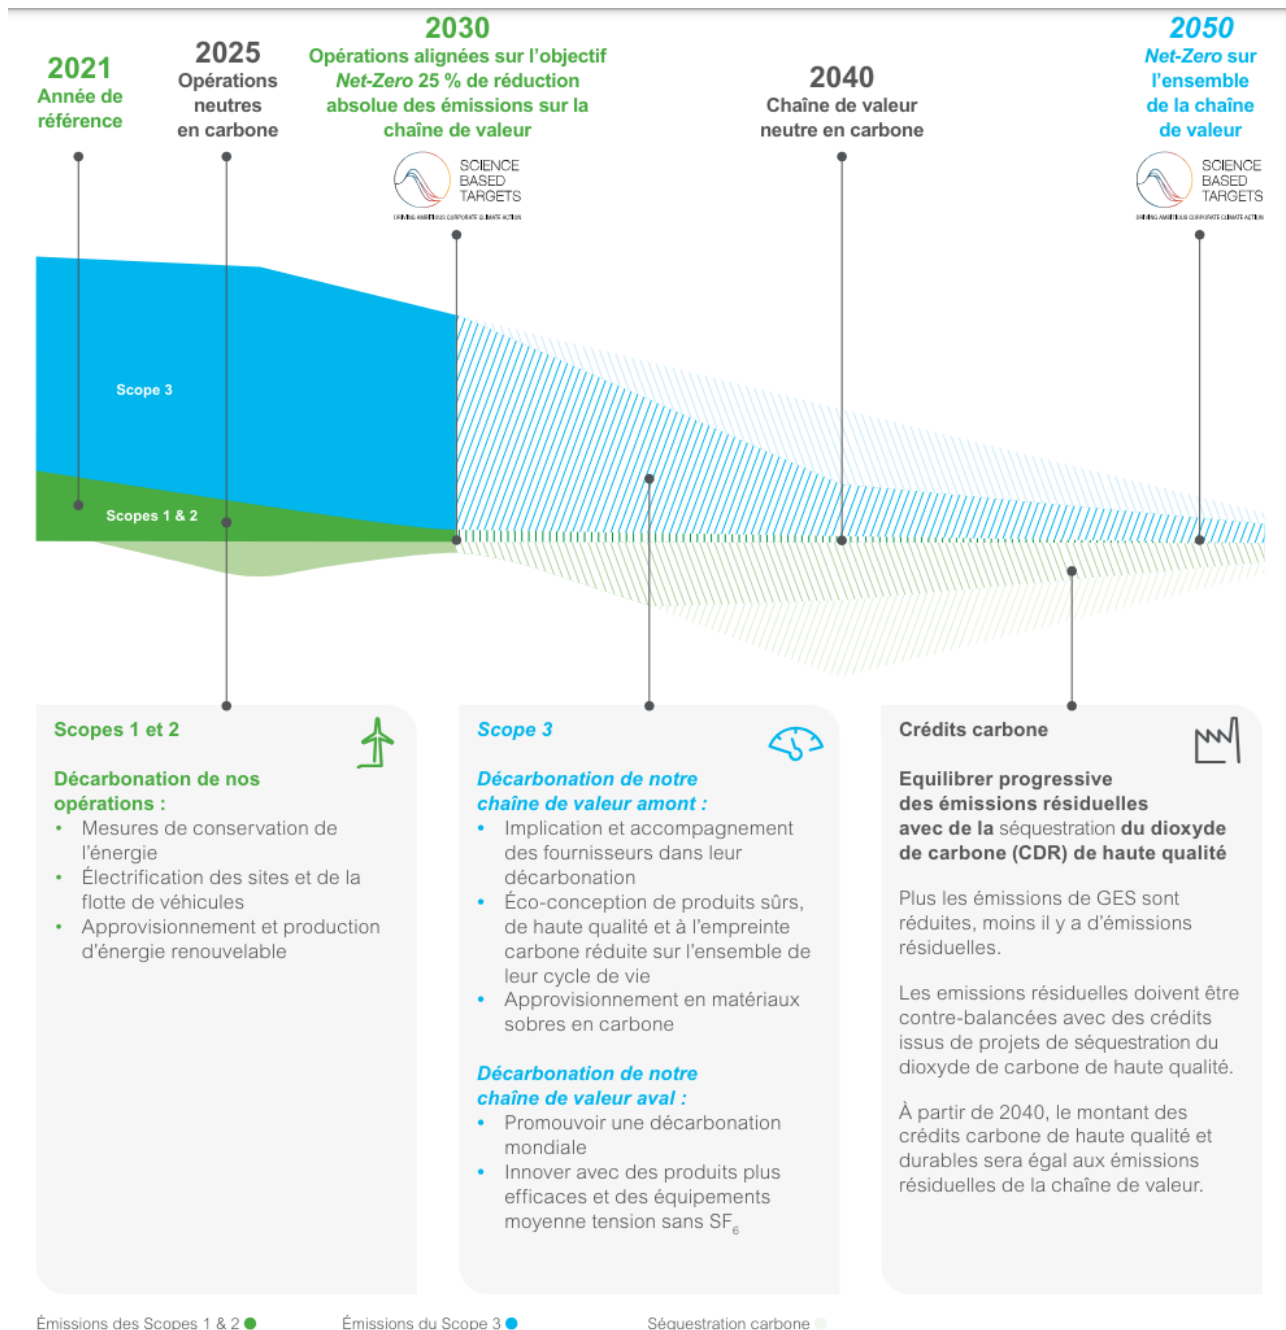 2021
Année de
référence
2025
Opérations
neutres
en carbone
2030
Opérations alignées sur l'objectif
Net-Zero 25 % de réduction
absolue des émissions sur la
chaîne de valeur
SCIENCE
BASED
TARGETS
DRIVING AMBITIOUS CORPORATE CLIMATE ACTION
2040
Chaîne de valeur
neutre en carbone
2050
Net-Zero sur
l'ensemble
de la chaîne
de valeur
SCIENCE
BASED
TARGETS
DRIVING AMBITIOUS CORPORATE CLIMATE ACTION
Scope 3
Scopes 1 & 2
Scopes 1 et 2
Décarbonation de nos
opérations :
• Mesures de conservation de
l'énergie
• Électrification des sites et de la
flotte de véhicules
• Approvisionnement et production
d'énergie renouvelable
Scope 3
Décarbonation de notre
chaîne de valeur amont :
• Implication et accompagnement
des fournisseurs dans leur
décarbonation
• Éco-conception de produits sûrs,
de haute qualité et à l'empreinte
carbone réduite sur l'ensemble de
leur cycle de vie
• Approvisionnement en matériaux
sobres en carbone
Décarbonation de notre
chaîne de valeur aval :
• Promouvoir une décarbonation
mondiale
• Innover avec des produits plus
efficaces et des équipements
moyenne tension sans SF₆
Crédits carbone
Equilibrer progressive
des émissions résiduelles
avec de la séquestration du dioxyde
de carbone (CDR) de haute qualité
Plus les émissions de GES sont
réduites, moins il y a d'émissions
résiduelles.
Les emissions résiduelles doivent être
contre-balancées avec des crédits
issus de projets de séquestration du
dioxyde de carbone de haute qualité.
À partir de 2040, le montant des
crédits carbone de haute qualité et
durables sera égal aux émissions
résiduelles de la chaîne de valeur.
Émissions des Scopes 1 & 2
Émissions du Scope 3
Séquestration carbone